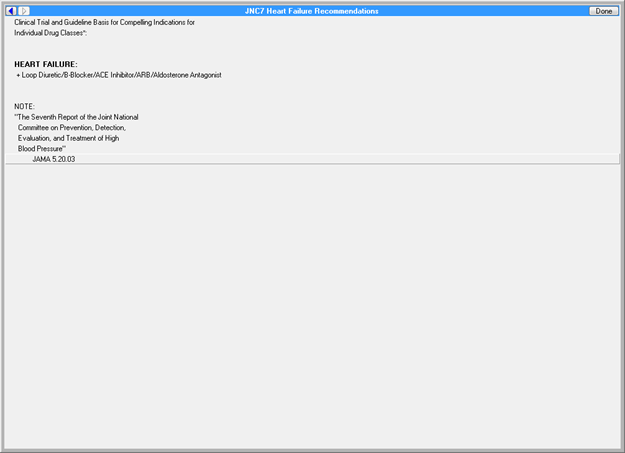 JNC7 Heart Failure Recommendations
Done
Clinical Trial and Guideline Basis for Compelling Indications for
Individual Drug Classes*:
HEART FAILURE:
+ Loop Diuretic/B-Blocker/ACE Inhibitor/ARB/Aldosterone Antagonist
NOTE:
"The Seventh Report of the Joint National
Committee on Prevention, Detection,
Evaluation, and Treatment of High
Blood Pressure"
JAMA 5.20.03